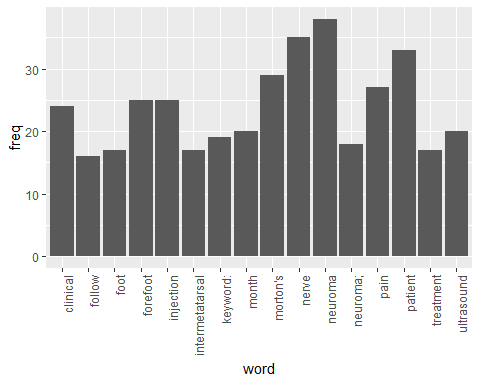 freq
30
20
10
0
clinical
follow
foot
forefoot
injection
intermetatarsal
keyword:
month
morton's
nerve
neuroma
neuroma;
pain
patient
treatment
ultrasound
word